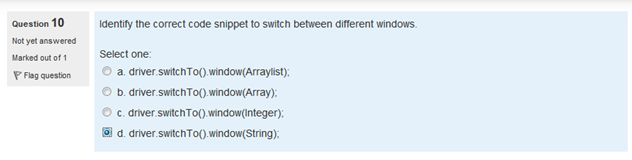 Question 10
Not yet answered
Marked out of 1
Flag question
Identify the correct code snippet to switch between different windows.
Select one:
a. driver.switchTo().window(Arraylist);
b. driver.switchTo().window(Array);
c. driver.switchTo().window(Integer);
d. driver.switchTo().window(String);